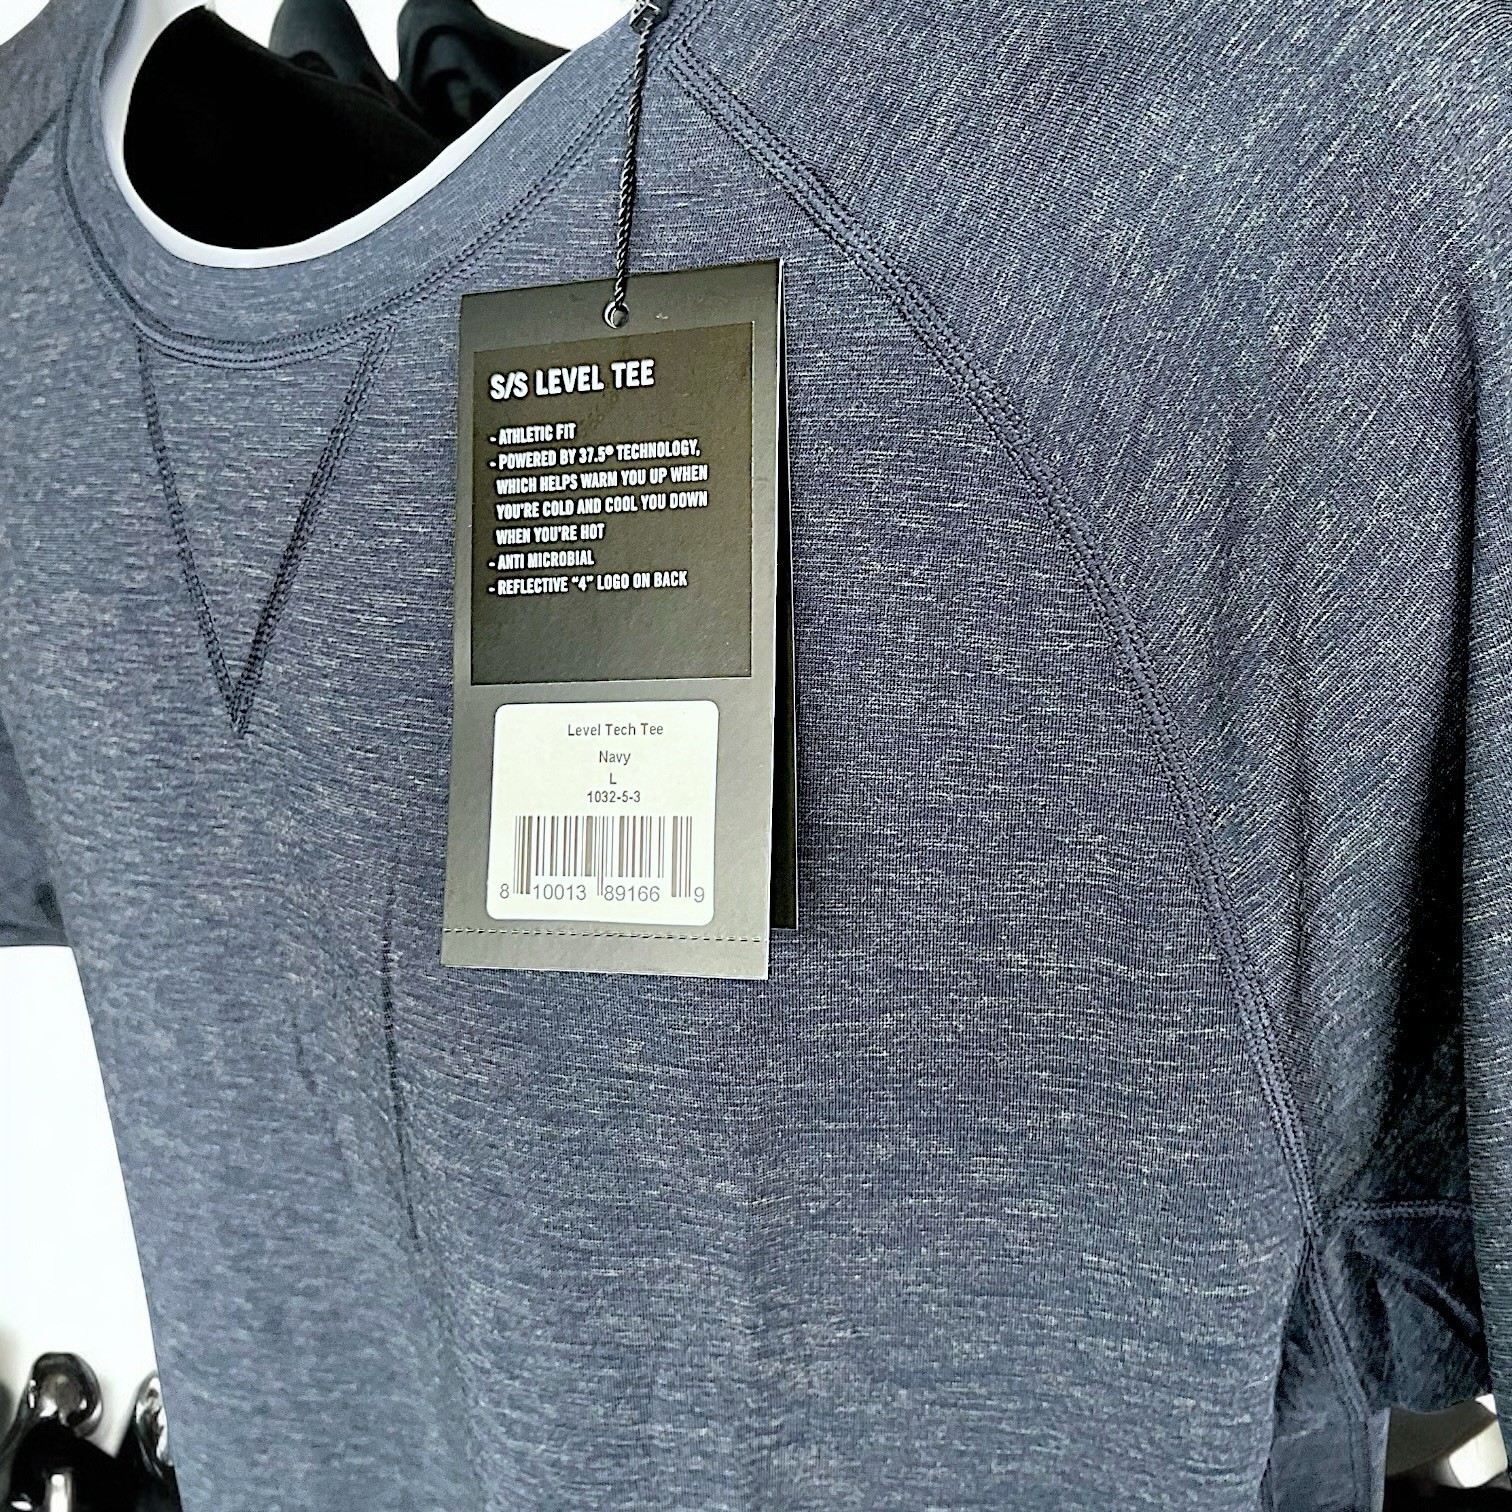 S/S LEVEL TEE
- ATHLETIC FIT
- POWERED BY 37.5® TECHNOLOGY,
WHICH HELPS WARM YOU UP WHEN
YOU'RE COLD AND COOL YOU DOWN
WHEN YOU'RE HOT
- ANTI MICROBIAL
- REFLECTIVE “4” LOGO ON BACK
Level Tech Tee
Navy
L
1032-5-3
8 10013 89166 9